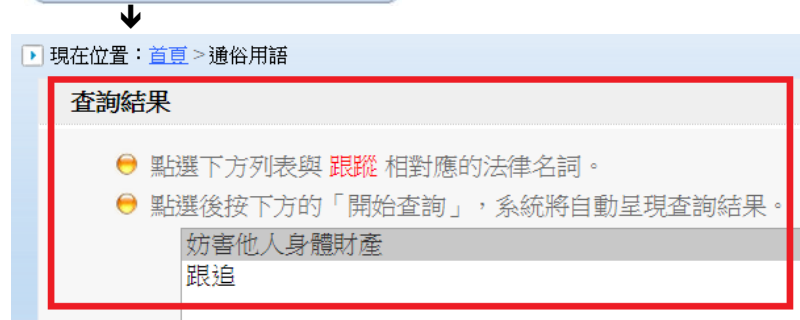 現在位置：首頁>通俗用語
查詢結果
點選下方列表與 跟蹤 相對應的法律名詞。
點選後按下方的「開始查詢」，系統將自動呈現查詢結果。
妨害他人身體財產
跟追